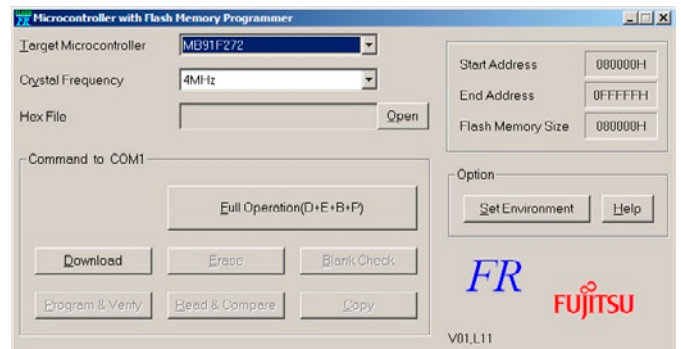 FR Microcontroller with Flash Memory Programmer
Target Microcontroller MB91F272
Crystal Frequency 4MHz
Hex File Open
Start Address 080000H
End Address 0FFFFFH
Flash Memory Size 080000H
Command to COM1
Full Operation(D+E+B+P)
Download Erase Blank Check
Program & Verify Read & Compare Copy
Option
Set Environment Help
FR
FUJITSU
V01,L11